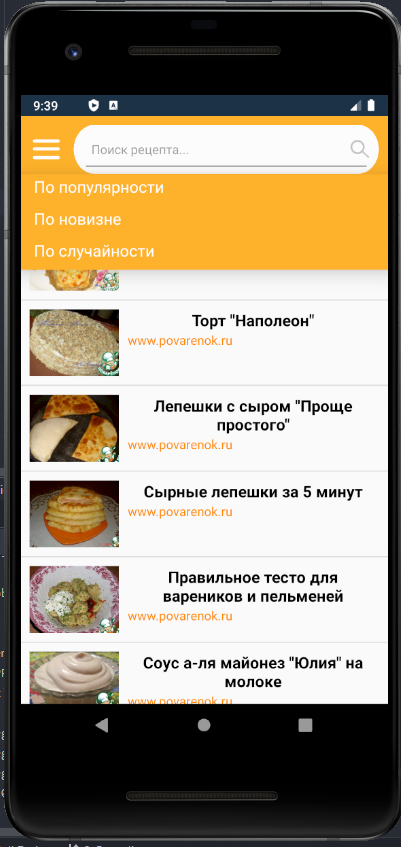 9:39
Поиск рецепта...
По популярности
По новизне
По случайности
Торт "Наполеон"
www.povarenok.ru
Лепешки с сыром "Проще
простого"
www.povarenok.ru
Сырные лепешки за 5 минут
www.povarenok.ru
Правильное тесто для
вареников и пельменей
www.povarenok.ru
Соус а-ля майонез "Юлия" на
молоке
www.povarenok.ru